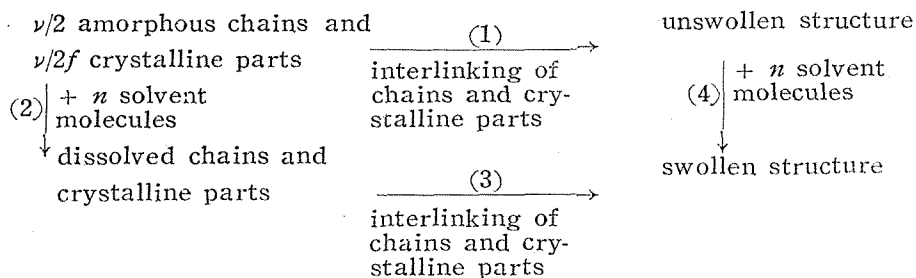 ν/2 amorphous chains and
ν/2f crystalline parts
(1)
interlinking of
chains and cry-
stalline parts
unswollen structure
(2)
+ n solvent
molecules
(4)
+ n solvent
molecules
dissolved chains and
crystalline parts
(3)
interlinking of
chains and cry-
stalline parts
swollen structure